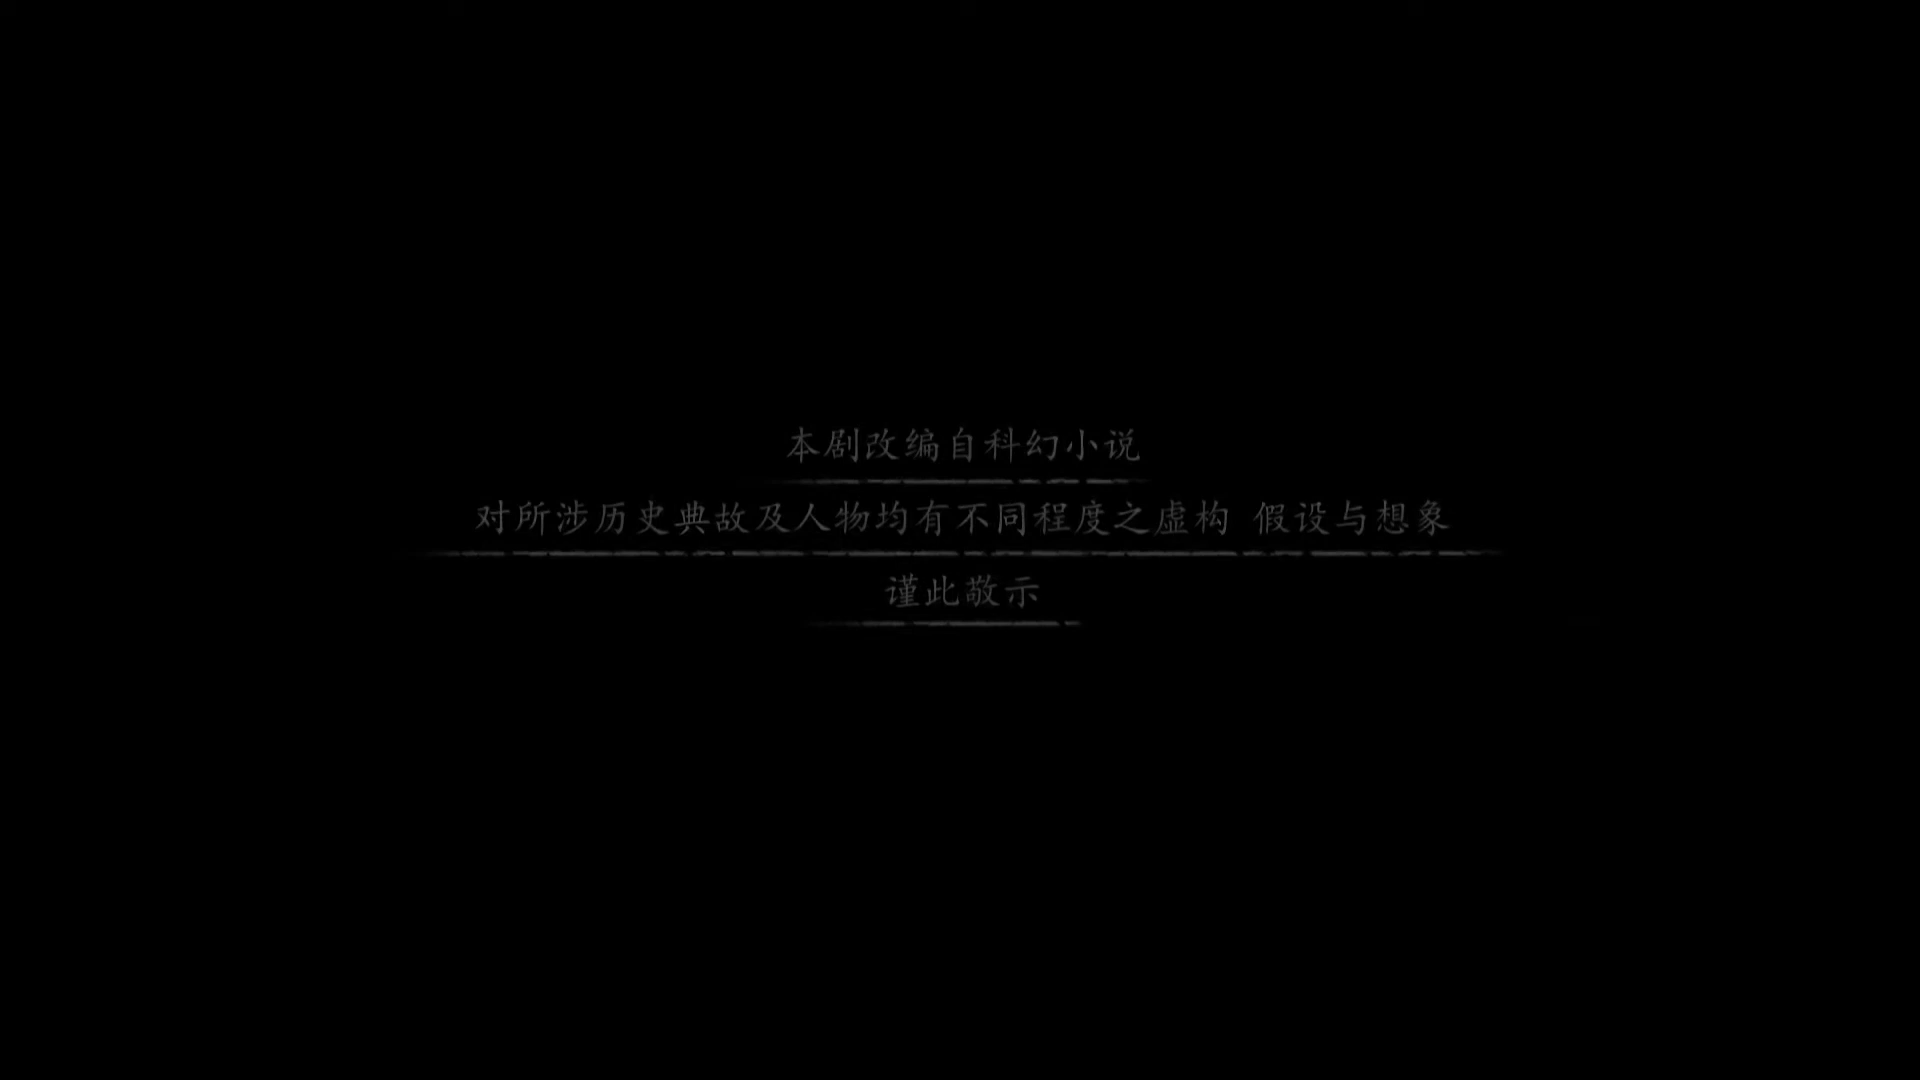 本剧改编自科幻小说
对所涉历史典故及人物均有不同程度之虚构 假设与想象
谨此敬示